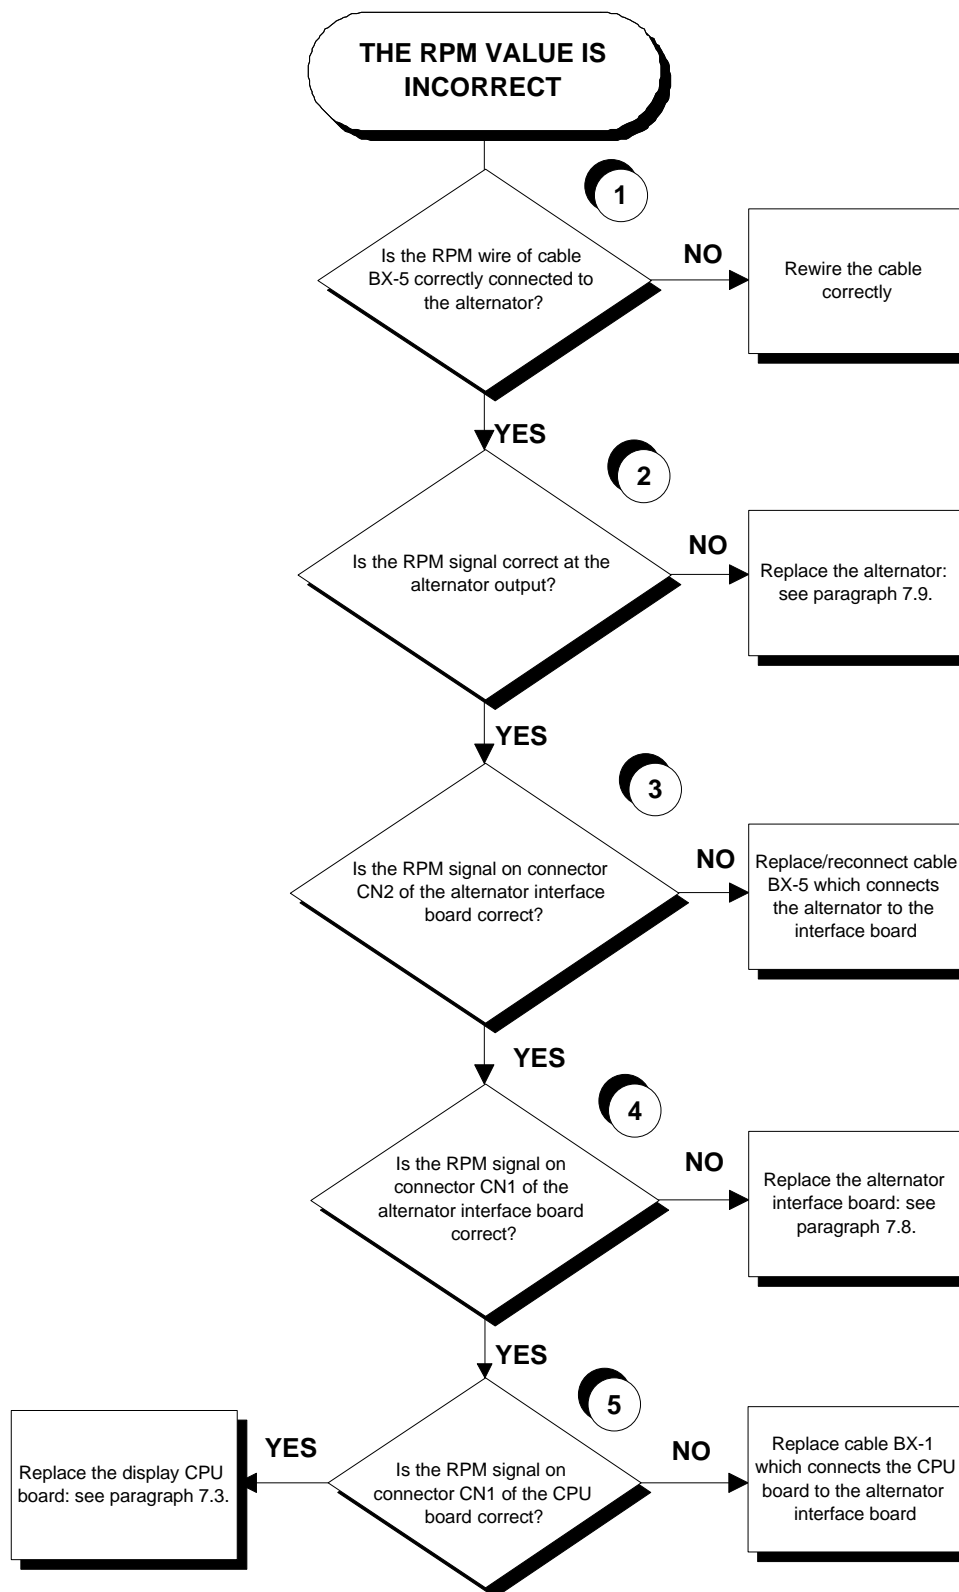 THE RPM VALUE IS
INCORRECT
1
Is the RPM wire of cable
BX-5 correctly connected to
the alternator?
NO
Rewire the cable
correctly
YES
2
Is the RPM signal correct at the
alternator output?
NO
Replace the alternator:
see paragraph 7.9.
YES
3
Is the RPM signal on connector
CN2 of the alternator interface
board correct?
NO
Replace/reconnect cable
BX-5 which connects
the alternator to the
interface board
YES
4
Is the RPM signal on
connector CN1 of the
alternator interface board
correct?
NO
Replace the alternator
interface board: see
paragraph 7.8.
YES
5
Is the RPM signal on
connector CN1 of the CPU
board correct?
YES
Replace the display CPU
board: see paragraph 7.3.
NO
Replace cable BX-1
which connects the CPU
board to the alternator
interface board